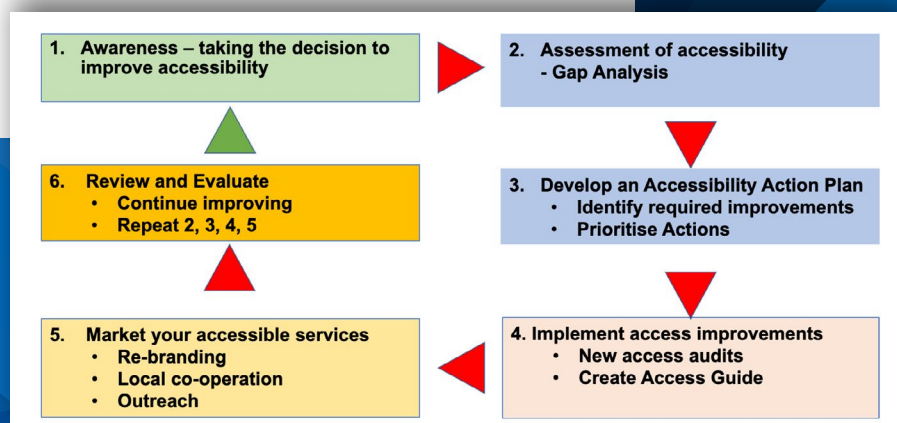 1. Awareness – taking the decision to
improve accessibility
2. Assessment of accessibility
- Gap Analysis
3. Develop an Accessibility Action Plan
• Identify required improvements
• Prioritise Actions
4. Implement access improvements
• New access audits
• Create Access Guide
5. Market your accessible services
• Re-branding
• Local co-operation
• Outreach
6. Review and Evaluate
• Continue improving
• Repeat 2, 3, 4, 5